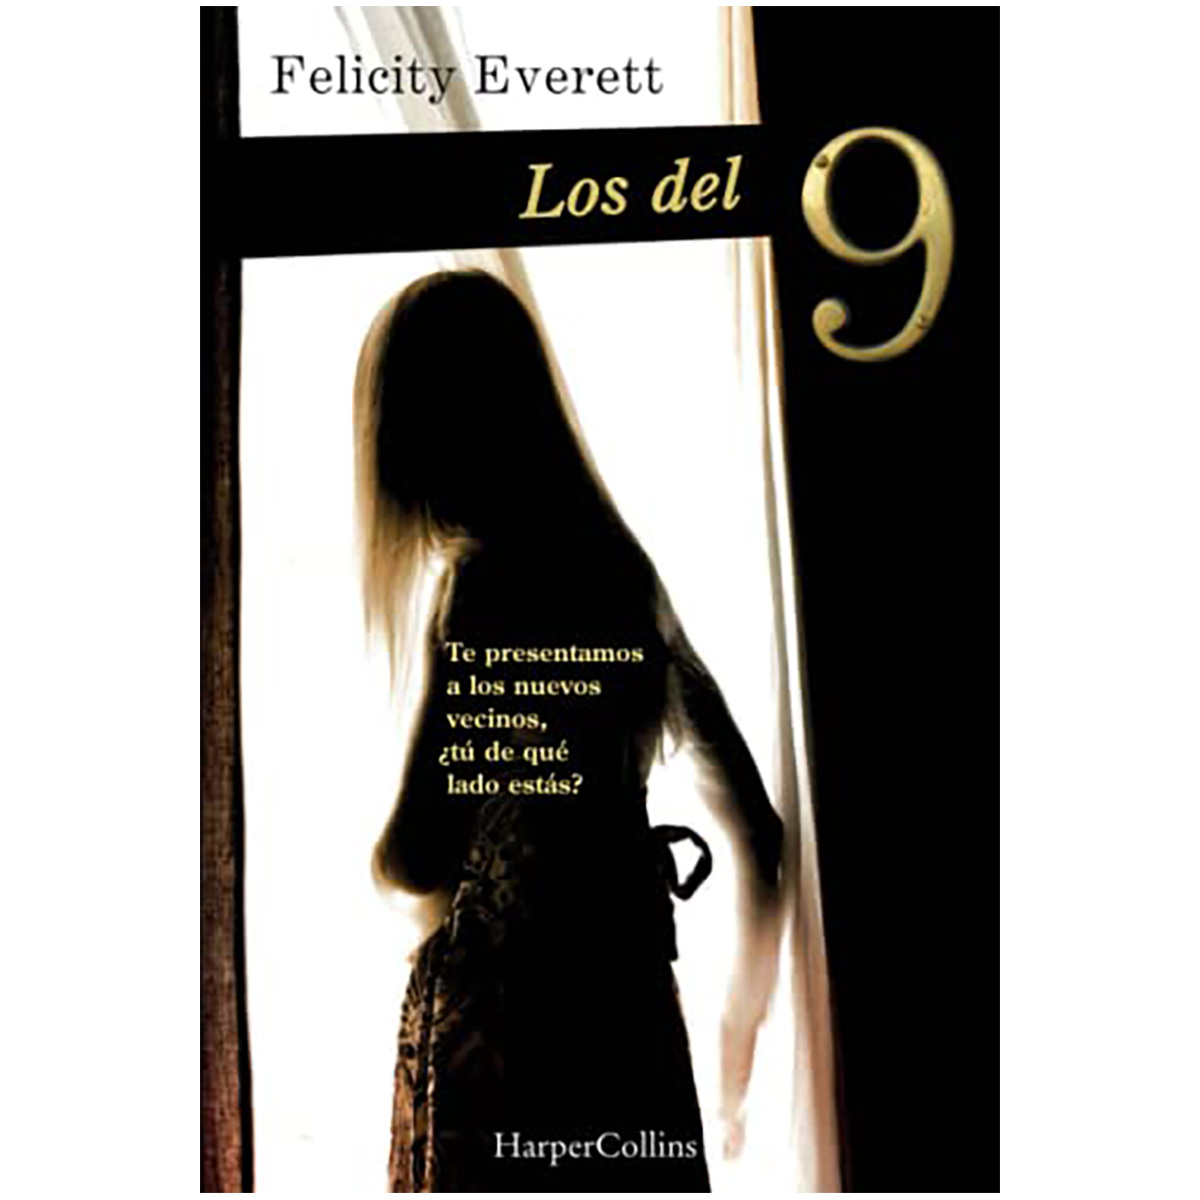 Felicity Everett
Los del 9
Te presentamos
a los nuevos
vecinos,
¿tú de qué
lado estás?
HarperCollins